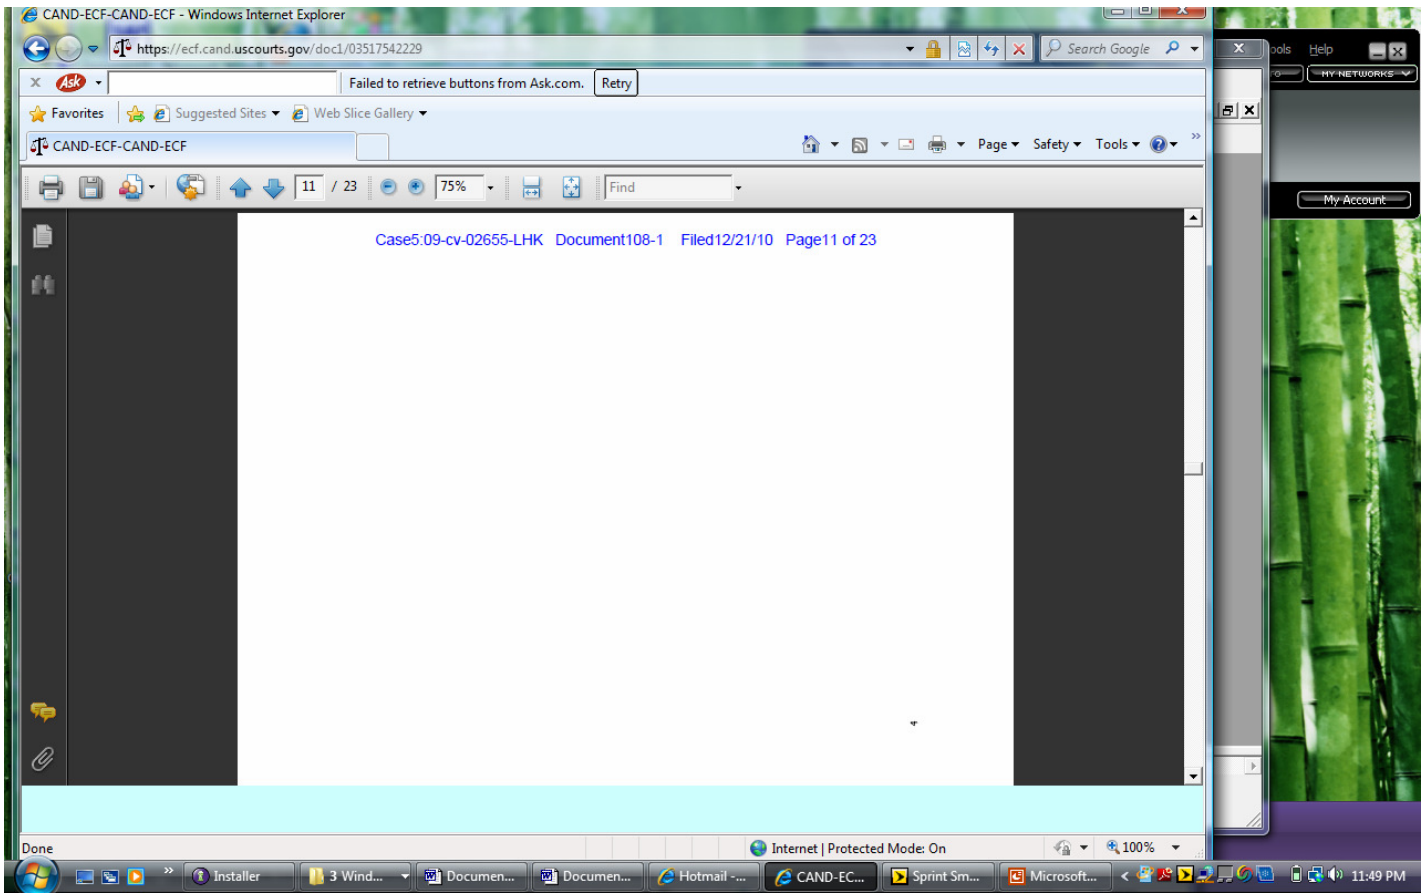 CAND-ECF-CAND-ECF - Windows Internet Explorer
https://ecf.cand.uscourts.gov/doc1/03517542229
Search Google
X
ools Help
MY NETWORKS
x Ask
Failed to retrieve buttons from Ask.com. Retry
Favorites Suggested Sites Web Slice Gallery
CAND-ECF-CAND-ECF
Page Safety Tools
11 / 23 75% Find
My Account
Case5:09-cv-02655-LHK Document108-1 Filed12/21/10 Page11 of 23
Done
Internet | Protected Mode: On
100%
Installer
3 Wind...
Documen...
Documen...
Hotmail -...
CAND-EC...
Sprint Sm...
Microsoft...
11:49 PM